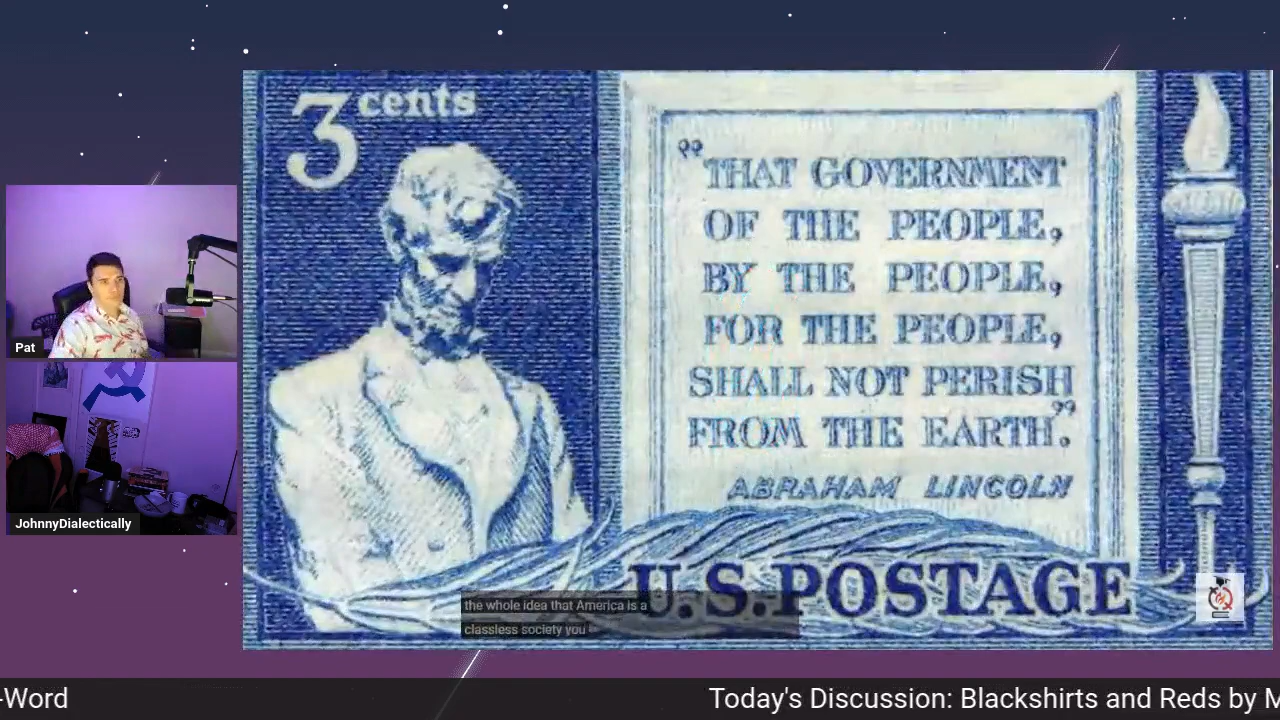 3 cents
"THAT GOVERNMENT
OF THE PEOPLE,
BY THE PEOPLE,
FOR THE PEOPLE,
SHALL NOT PERISH
FROM THE EARTH."
ABRAHAM LINCOLN
U.S. POSTAGE
the whole idea that America is a
classless society you
Pat
JohnnyDialectically
-Word
Today's Discussion: Blackshirts and Reds by M